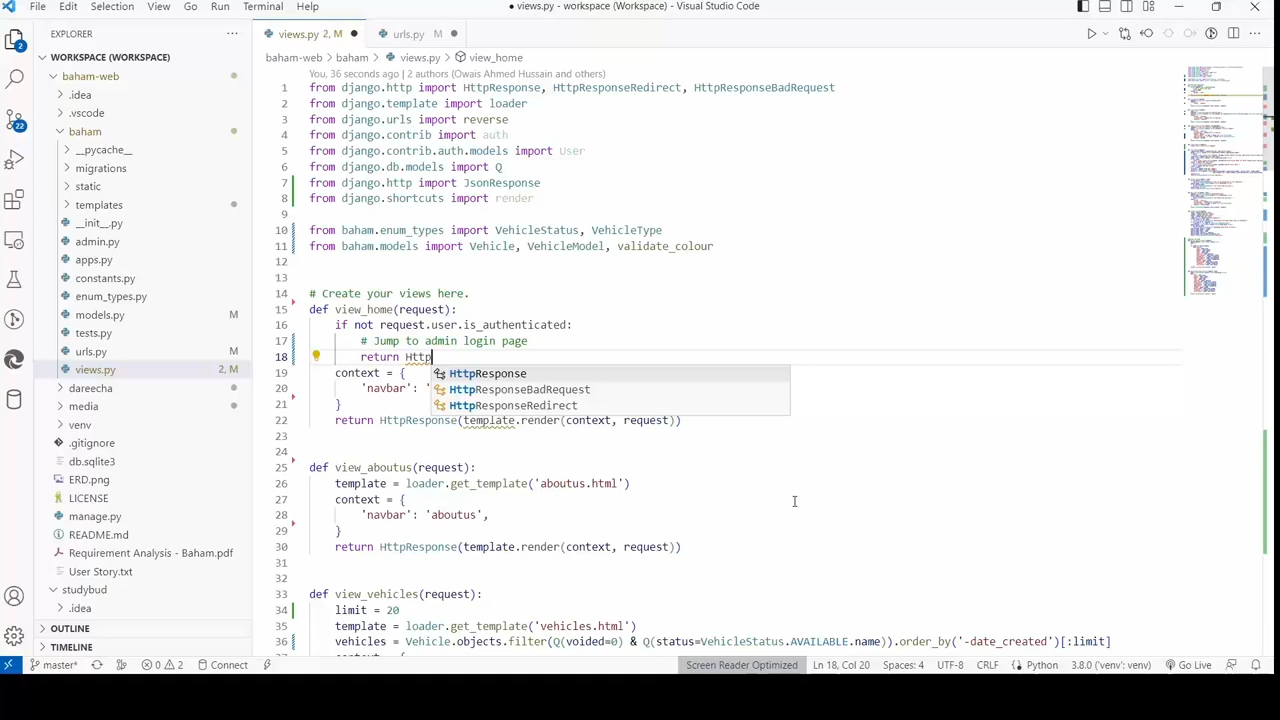 File Edit Selection View Go Run Terminal Help
● views.py - workspace (Workspace) - Visual Studio Code
EXPLORER
views.py 2, M
urls.py M
WORKSPACE (WORKSPACE)
baham-web > baham > views.py > view_home
baham-web
.idea
.vscode
baham
__pycache__
migrations
static
templates
__init__.py
admin.py
apps.py
constants.py
enum_types.py
models.py M
tests.py
urls.py M
views.py 2, M
dareecha
media
venv
.gitignore
db.sqlite3
ERD.png
LICENSE
manage.py
README.md
Requirement Analysis - Baham.pdf
User Story.txt
studybud
.idea
OUTLINE
TIMELINE
2
22
You, 36 seconds ago | 2 authors (Owais Ahmed Hussain and others)
1 from django.http import HttpResponse, HttpResponseRedirect, HttpResponseBadRequest
2 from django.template import loader
3 from django.urls import reverse
4 from django.contrib import auth
5 from django.contrib.auth.models import User
6 from django.db.models import Q
7 from django.http import JsonResponse
8 from django.shortcuts import
9
10 from baham.enum_types import VehicleStatus, VehicleType
11 from baham.models import Vehicle, VehicleModel, validate_colour
12
13
14 # Create your views here.
15 def view_home(request):
16 if not request.user.is_authenticated:
17 # Jump to admin login page
18 return Http
HttpResponse
HttpResponseBadRequest
HttpResponseRedirect
19 context = {
20 'navbar': '
21 }
22 return HttpResponse(template.render(context, request))
23
24
25 def view_aboutus(request):
26 template = loader.get_template('aboutus.html')
27 context = {
28 'navbar': 'aboutus',
29 }
30 return HttpResponse(template.render(context, request))
31
32
33 def view_vehicles(request):
34 limit = 20
35 template = loader.get_template('vehicles.html')
36 vehicles = Vehicle.objects.filter(Q(voided=0) & Q(status=VehicleStatus.AVAILABLE.name)).order_by('-date_created')[:limit]
master* 0 2 Connect Screen Reader Optimized Ln 18, Col 20 Spaces: 4 UTF-8 CRLF Python 3.8.0 ('venv': venv) Go Live